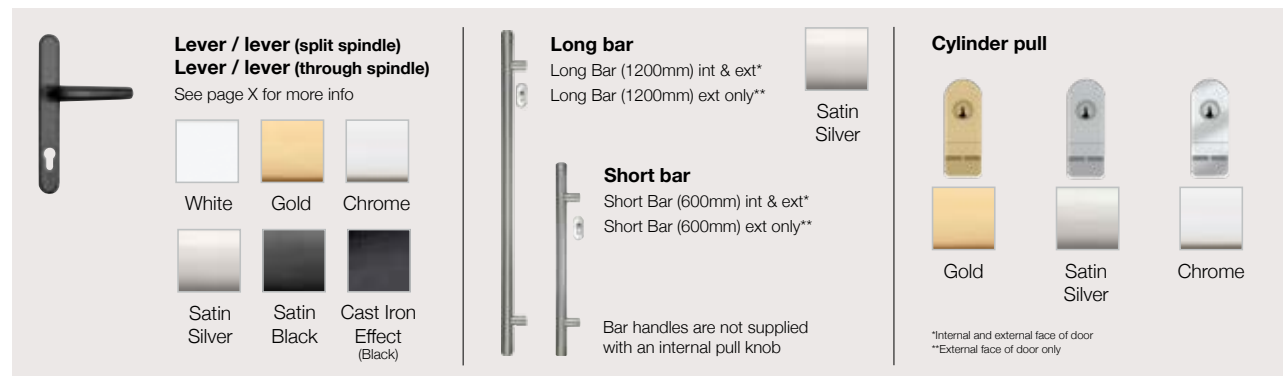 Lever / lever (split spindle)
Lever / lever (through spindle)
See page X for more info
White
Gold
Chrome
Satin
Silver
Satin
Black
Cast Iron
Effect
(Black)
Long bar
Long Bar (1200mm) int & ext*
Long Bar (1200mm) ext only**
Satin
Silver
Short bar
Short Bar (600mm) int & ext*
Short Bar (600mm) ext only**
Bar handles are not supplied
with an internal pull knob
Cylinder pull
Gold
Satin
Silver
Chrome
*Internal and external face of door
**External face of door only